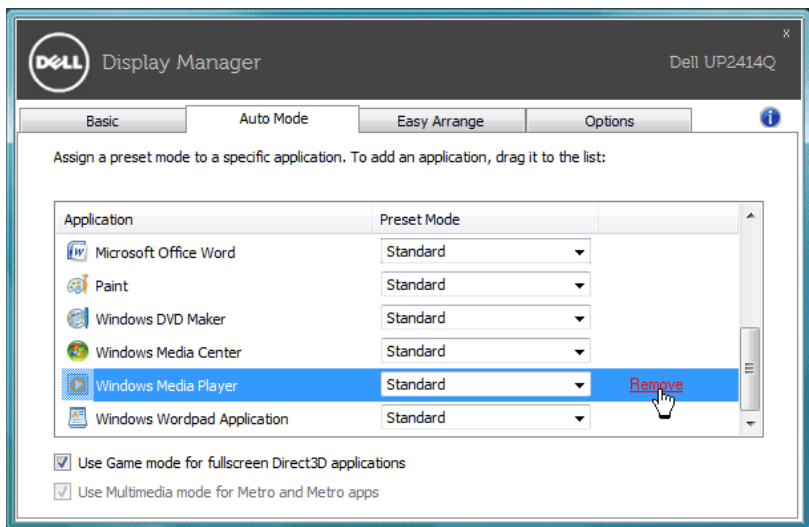 X
DELL Display Manager Dell UP2414Q
Basic Auto Mode Easy Arrange Options i
Assign a preset mode to a specific application. To add an application, drag it to the list:
Application Preset Mode
W Microsoft Office Word Standard
Paint Standard
Windows DVD Maker Standard
Windows Media Center Standard
Windows Media Player Standard Remove
Windows Wordpad Application Standard
Use Game mode for fullscreen Direct3D applications
Use Multimedia mode for Metro and Metro apps